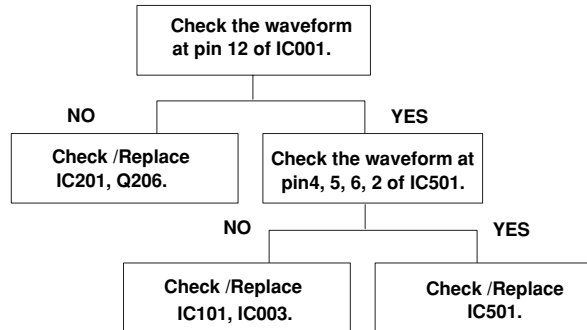 Check the waveform
at pin 12 of IC001.
NO
YES
Check /Replace
IC201, Q206.
Check the waveform at
pin4, 5, 6, 2 of IC501.
NO
YES
Check /Replace
IC101, IC003.
Check /Replace
IC501.